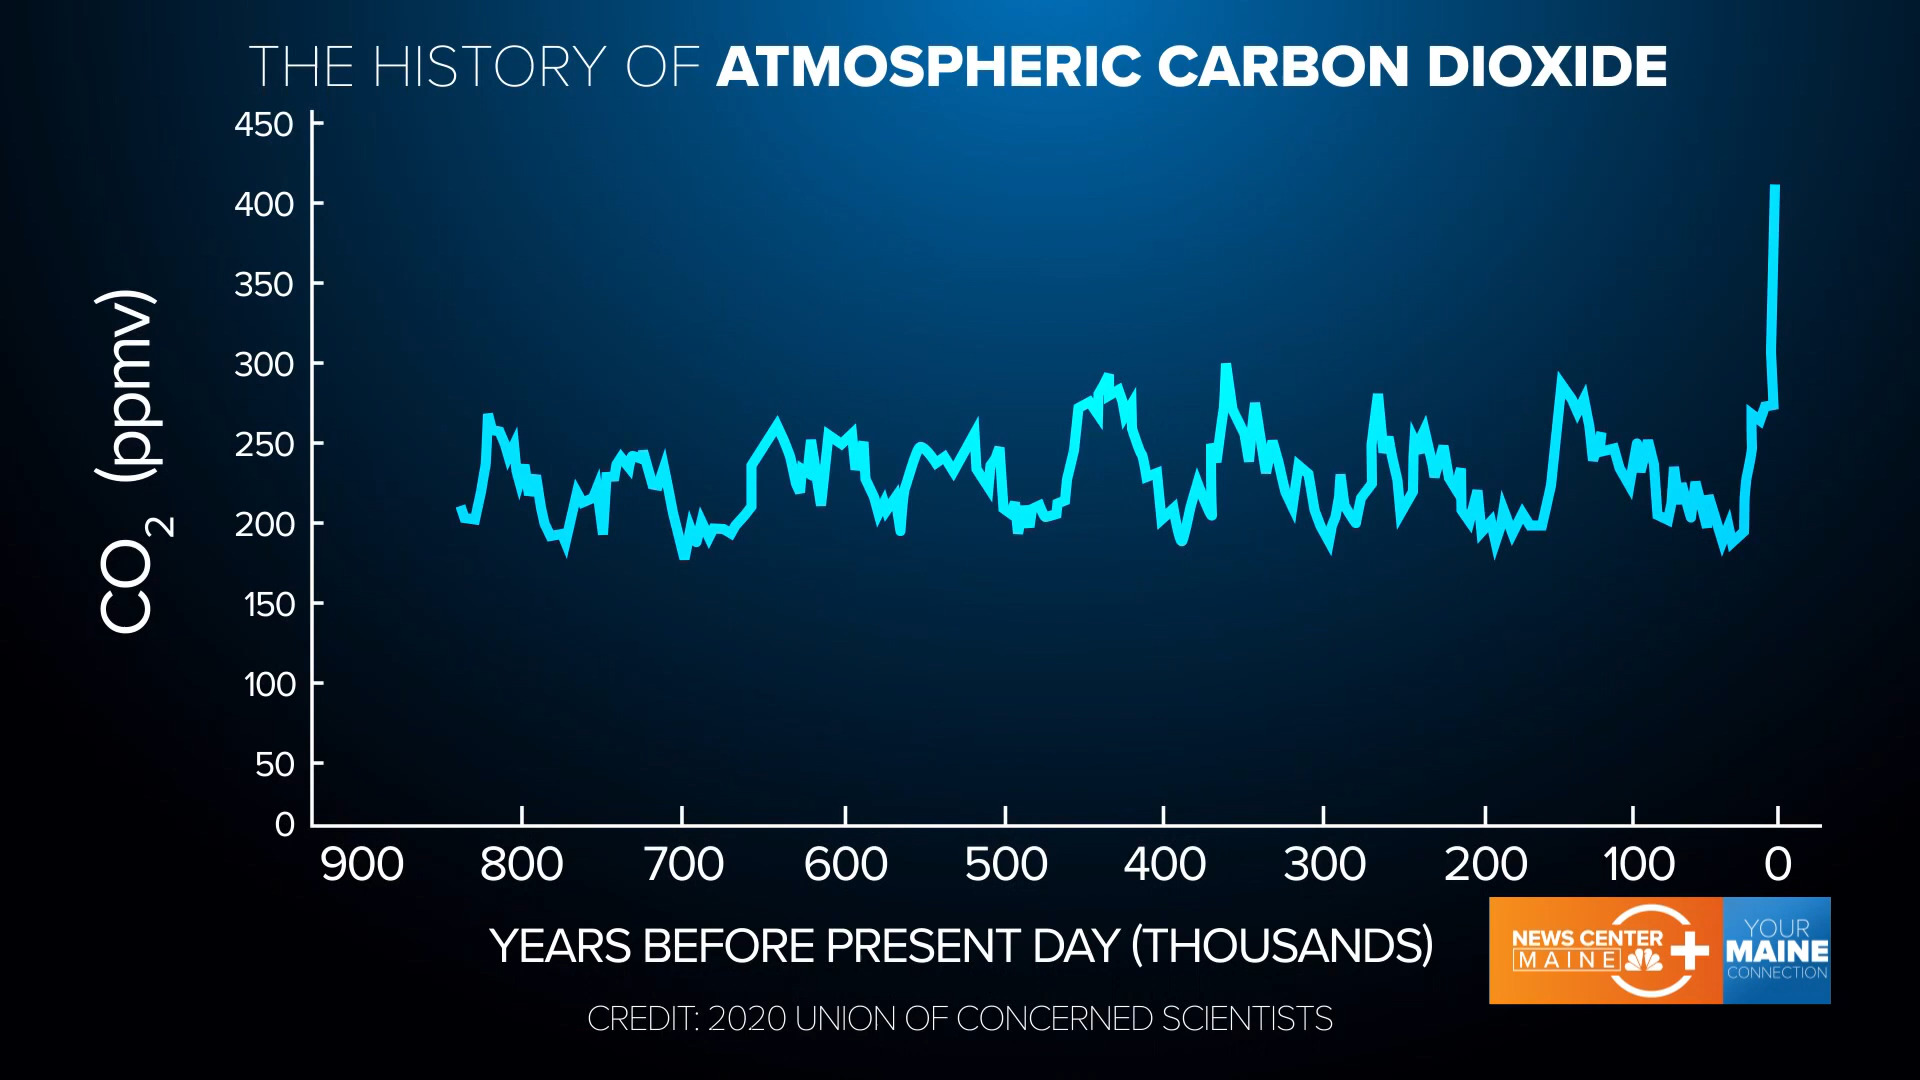 THE HISTORY OF ATMOSPHERIC CARBON DIOXIDE
450
400
350
300
250
200
150
100
50
0
CO2 (ppmv)
900 800 700 600 500 400 300 200 100 0
YEARS BEFORE PRESENT DAY (THOUSANDS)
NEWS CENTER
MAINE
+
YOUR
MAINE
CONNECTION
CREDIT: 2020 UNION OF CONCERNED SCIENTISTS